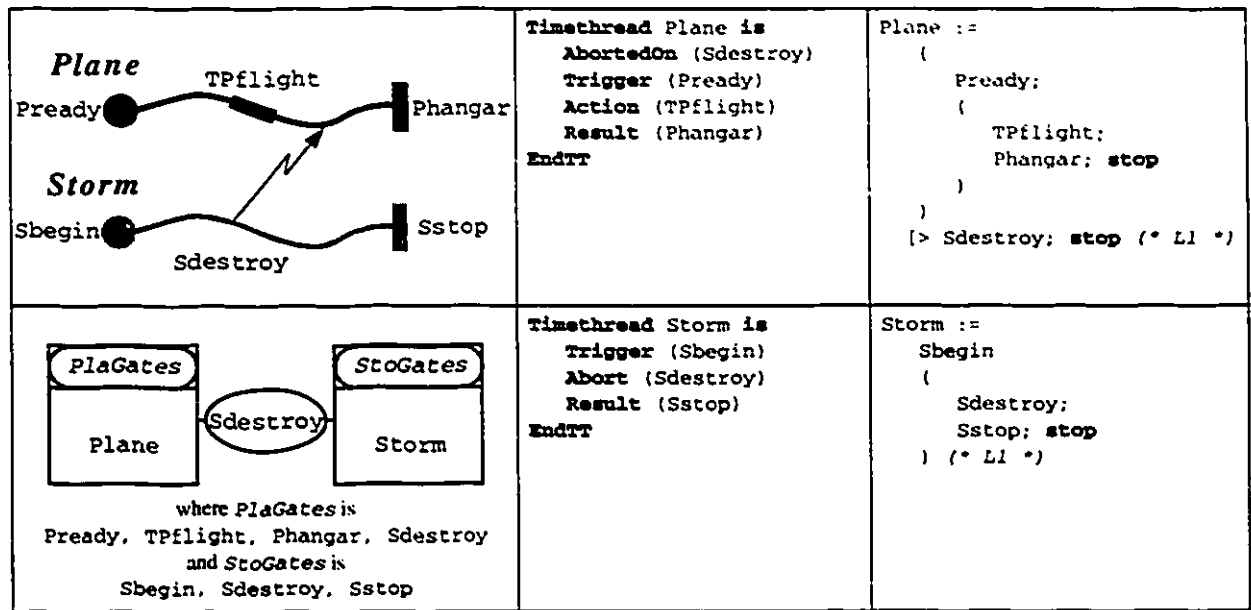 Plane
TPflight
Pready
Phangar
Storm
Sbegin
Sstop
Sdestroy
Timethread Plane is
AbortedOn (Sdestroy)
Trigger (Pready)
Action (TPflight)
Result (Phangar)
EndTT
Plane :=
(
Pready;
(
TPflight;
Phangar; stop
)
)
[> Sdestroy; stop (* L1 *)
PlaGates
StoGates
Sdestroy
Plane
Storm
where PlaGates is
Pready, TPflight, Phangar, Sdestroy
and StoGates is
Sbegin, Sdestroy, Sstop
Timethread Storm is
Trigger (Sbegin)
Abort (Sdestroy)
Result (Sstop)
EndTT
Storm :=
Sbegin
(
Sdestroy;
Sstop; stop
) (* L1 *)